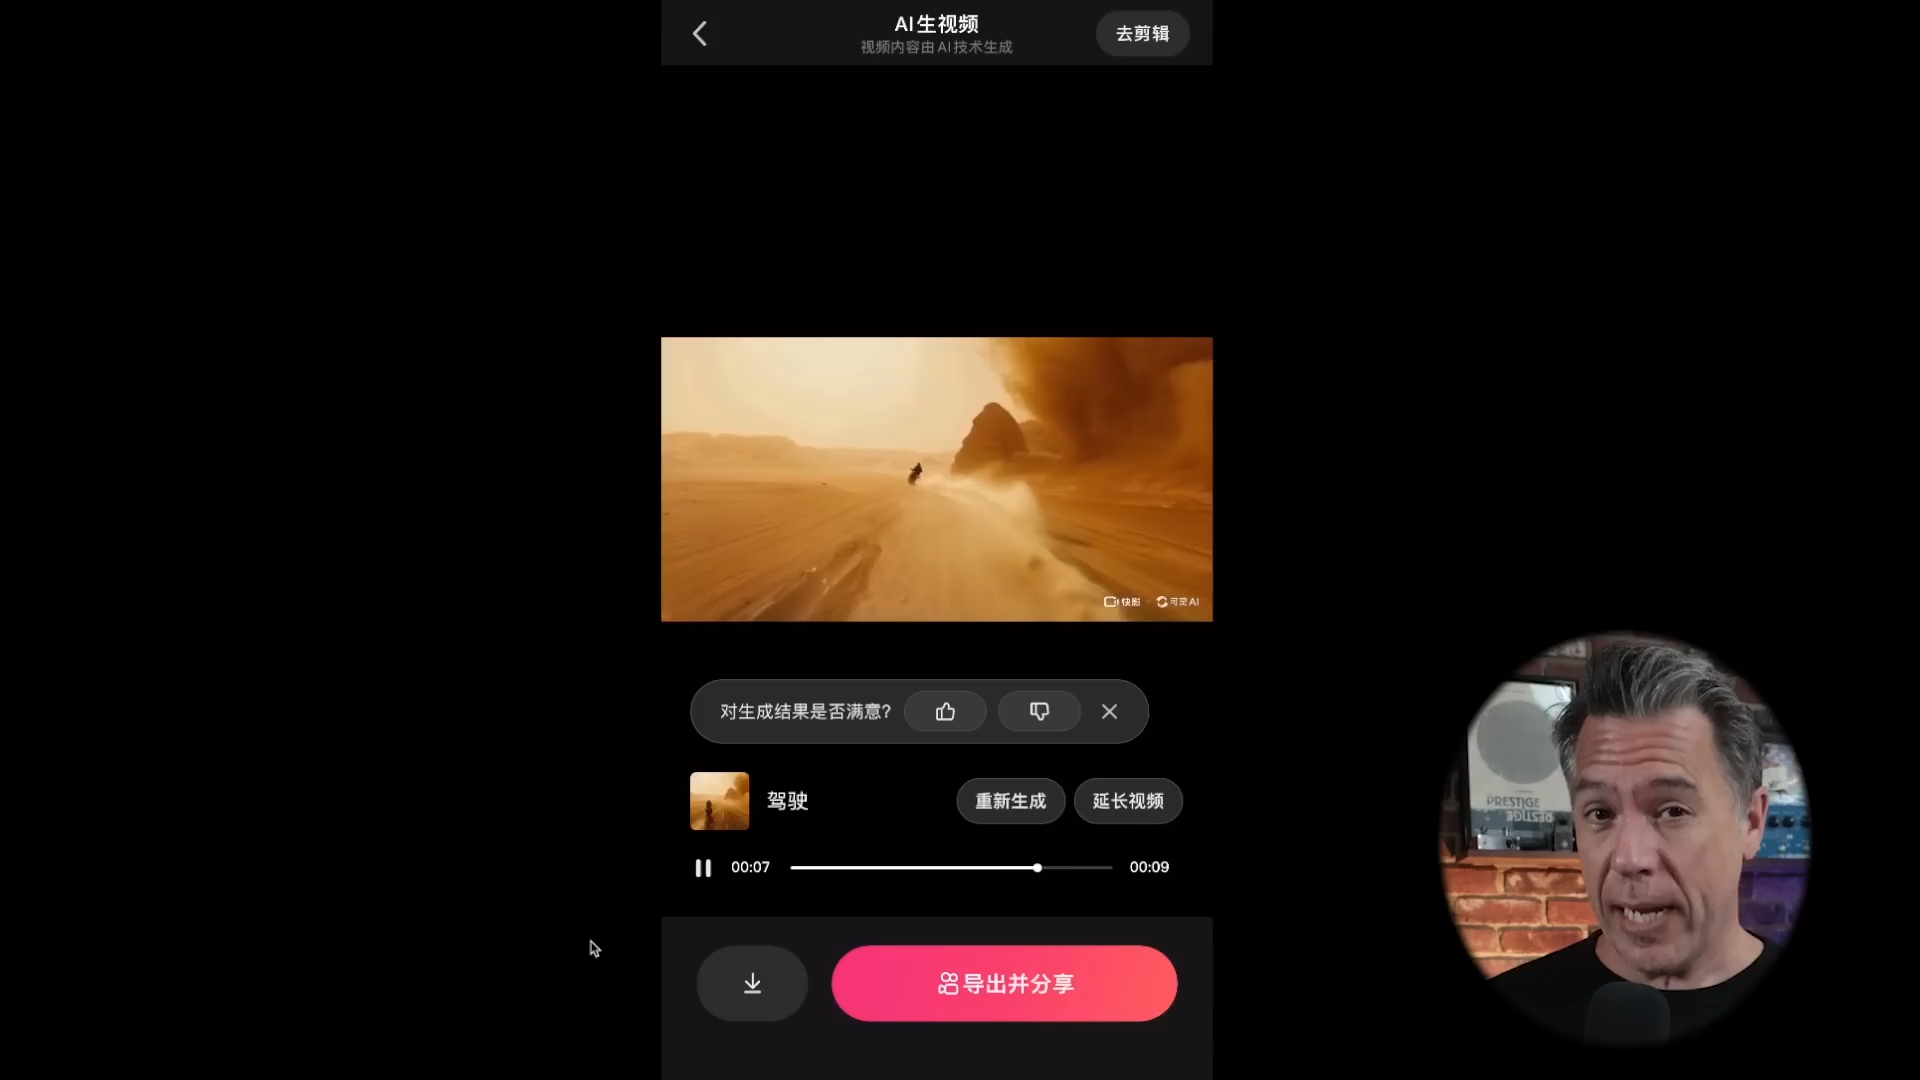 AI生视频
视频内容由AI技术生成
去剪辑
快影
可灵AI
对生成结果是否满意?
驾驶
重新生成
延长视频
00:07
00:09
导出并分享
PRESTIGE